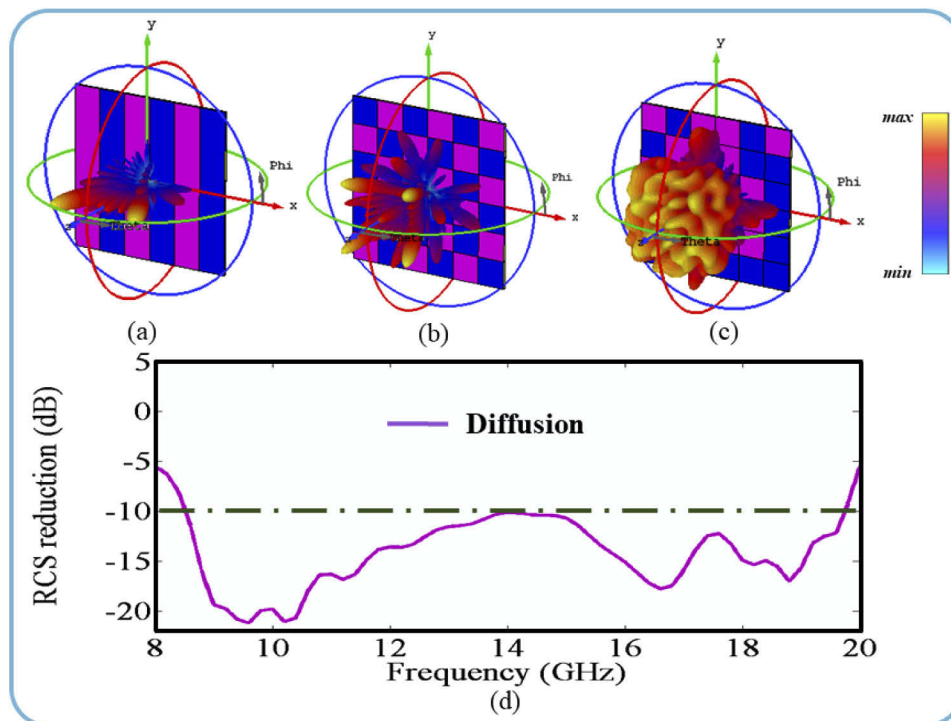 y
Phi
x
z
Theta
(a)
y
Phi
x
z
Theta
(b)
y
Phi
x
z
Theta
(c)
max
min
5
0
-5
-10
-15
-20
RCS reduction (dB)
Diffusion
8
10
12
14
16
18
20
Frequency (GHz)
(d)